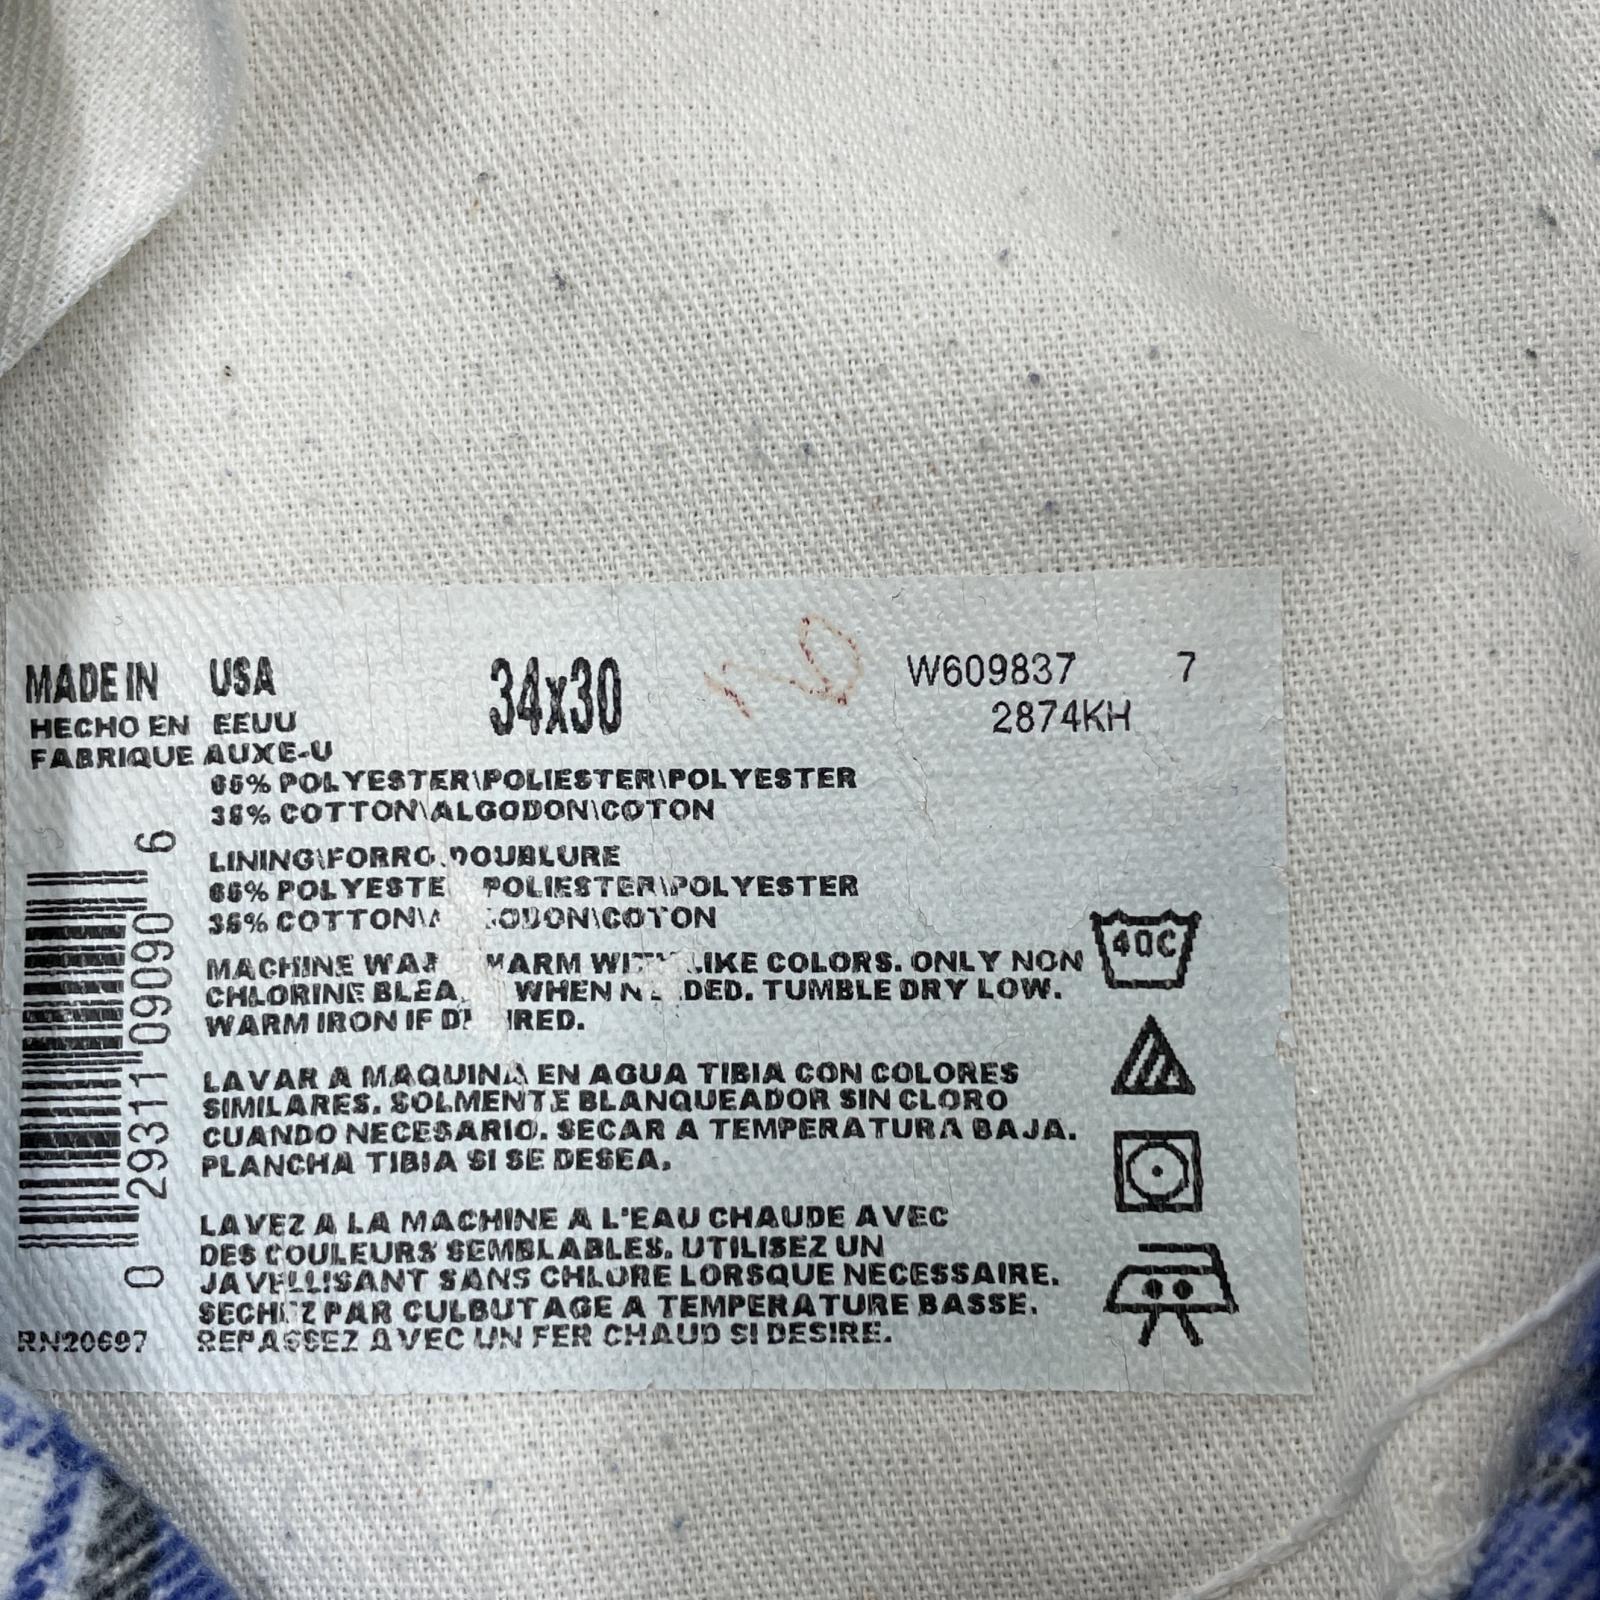 MADE IN USA 34x30 W609837 7
HECHO EN EEUU 2874KH
FABRIQUE AUX E-U
65% POLYESTER\POLIESTER\POLYESTER
35% COTTON\ALGODON\COTON
LINING\FORRO DOUBLURE
65% POLYESTE POLIESTER\POLYESTER
35% COTTON\A ODON\COTON
MACHINE WARM WITH LIKE COLORS. ONLY NON
CHLORINE WHEN DED. TUMBLE DRY LOW.
WARM IRON IF IRED.
LAVAR A MAQUINA EN AGUA TIBIA CON COLORES
SIMILARES. SOLMENTE BLANQUEADOR SIN CLORO
CUANDO NECESARIO. SECAR A TEMPERATURA BAJA.
PLANCHA TIBIA SI SE DESEA.
LAVEZ A LA MACHINE A L'EAU CHAUDE AVEC
DES COULEURS SEMBLABLES. UTILISEZ UN
JAVELLISANT SANS CHLORE LORSQUE NECESSAIRE.
SECHEZ PAR CULBUTAGE A TEMPERATURE BASSE.
REPASSEZ AVEC UN FER CHAUD SI DESIRE.
0 29311 09090 6
RN20697
40C